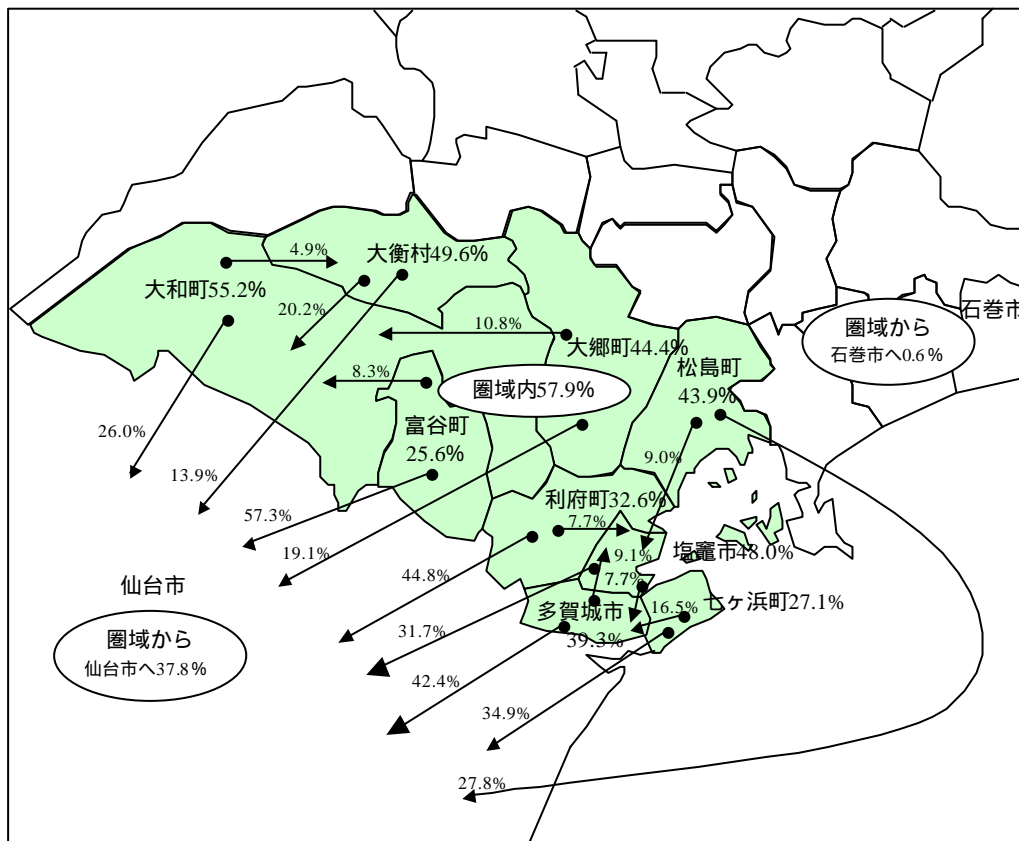 4.9%
大衡村49.6%
大和町55.2%
20.2%
石巻市
圏域から
石巻市へ0.6%
10.8%
大郷町44.4%
松島町
43.9%
8.3%
圏域内57.9%
富谷町
25.6%
26.0%
13.9%
9.0%
57.3%
利府町32.6%
7.7%
19.1%
9.1%
塩竈市48.0%
44.8%
7.7%
仙台市
多賀城市
39.3%
16.5%
七ヶ浜町27.1%
圏域から
仙台市へ37.8%
31.7%
42.4%
34.9%
27.8%